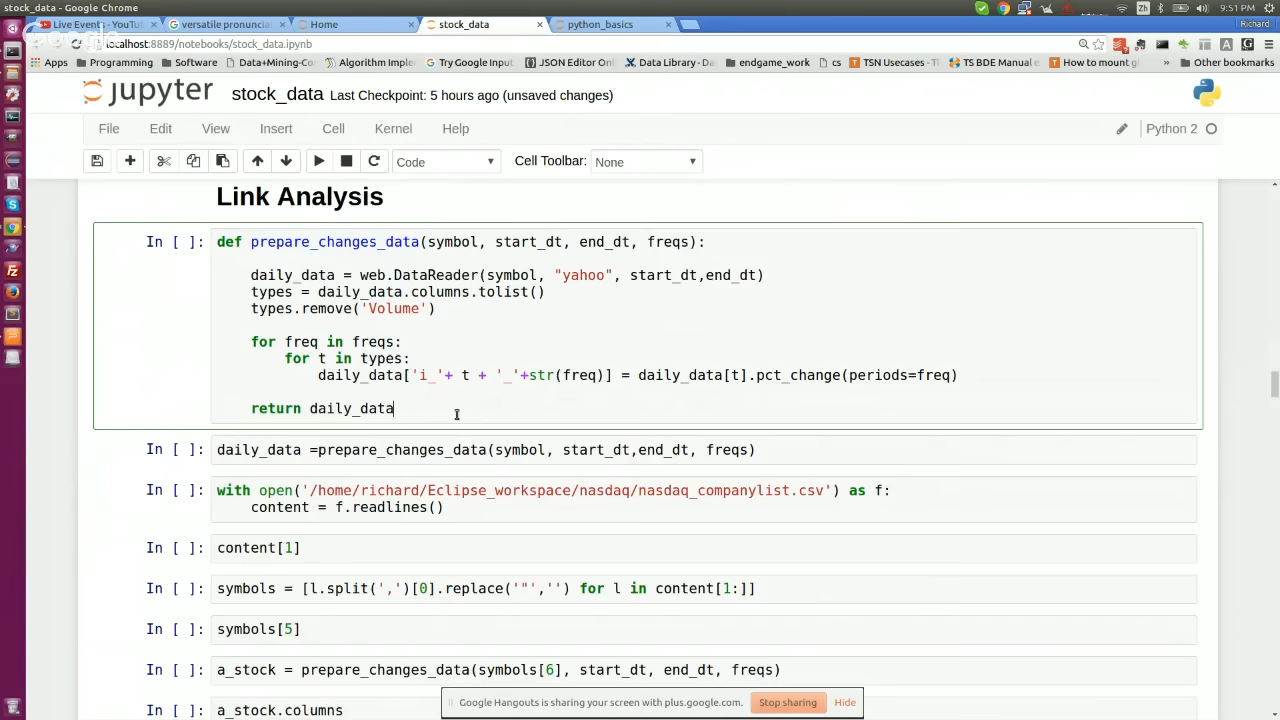 stock_data - Google Chrome
Zh
9:51 PM
Live Events - YouTu
versatile pronunciat
Home
stock_data
python_basics
Richard
Google
localhost:8889/notebooks/stock_data.ipynb
Apps
Programming
Software
Data+Mining-Co
Algorithm Imple
Try Google Input
JSON Editor Onl
Data Library - Da
endgame_work
cs
TSN Usecases - T
TS BDE Manual e
How to mount g
»
Other bookmarks
jupyter stock_data Last Checkpoint: 5 hours ago (unsaved changes)
File Edit View Insert Cell Kernel Help
Python 2
Code
Cell Toolbar: None
Link Analysis
In [ ]: def prepare_changes_data(symbol, start_dt, end_dt, freqs):
daily_data = web.DataReader(symbol, "yahoo", start_dt,end_dt)
types = daily_data.columns.tolist()
types.remove('Volume')
for freq in freqs:
for t in types:
daily_data['i_'+ t + '_'+str(freq)] = daily_data[t].pct_change(periods=freq)
return daily_data
In [ ]: daily_data =prepare_changes_data(symbol, start_dt,end_dt, freqs)
In [ ]: with open('/home/richard/Eclipse_workspace/nasdaq/nasdaq_companylist.csv') as f:
content = f.readlines()
In [ ]: content[1]
In [ ]: symbols = [l.split(',')[0].replace('"','') for l in content[1:]]
In [ ]: symbols[5]
In [ ]: a_stock = prepare_changes_data(symbols[6], start_dt, end_dt, freqs)
In [ ]: a_stock.columns
Google Hangouts is sharing your screen with plus.google.com. Stop sharing Hide